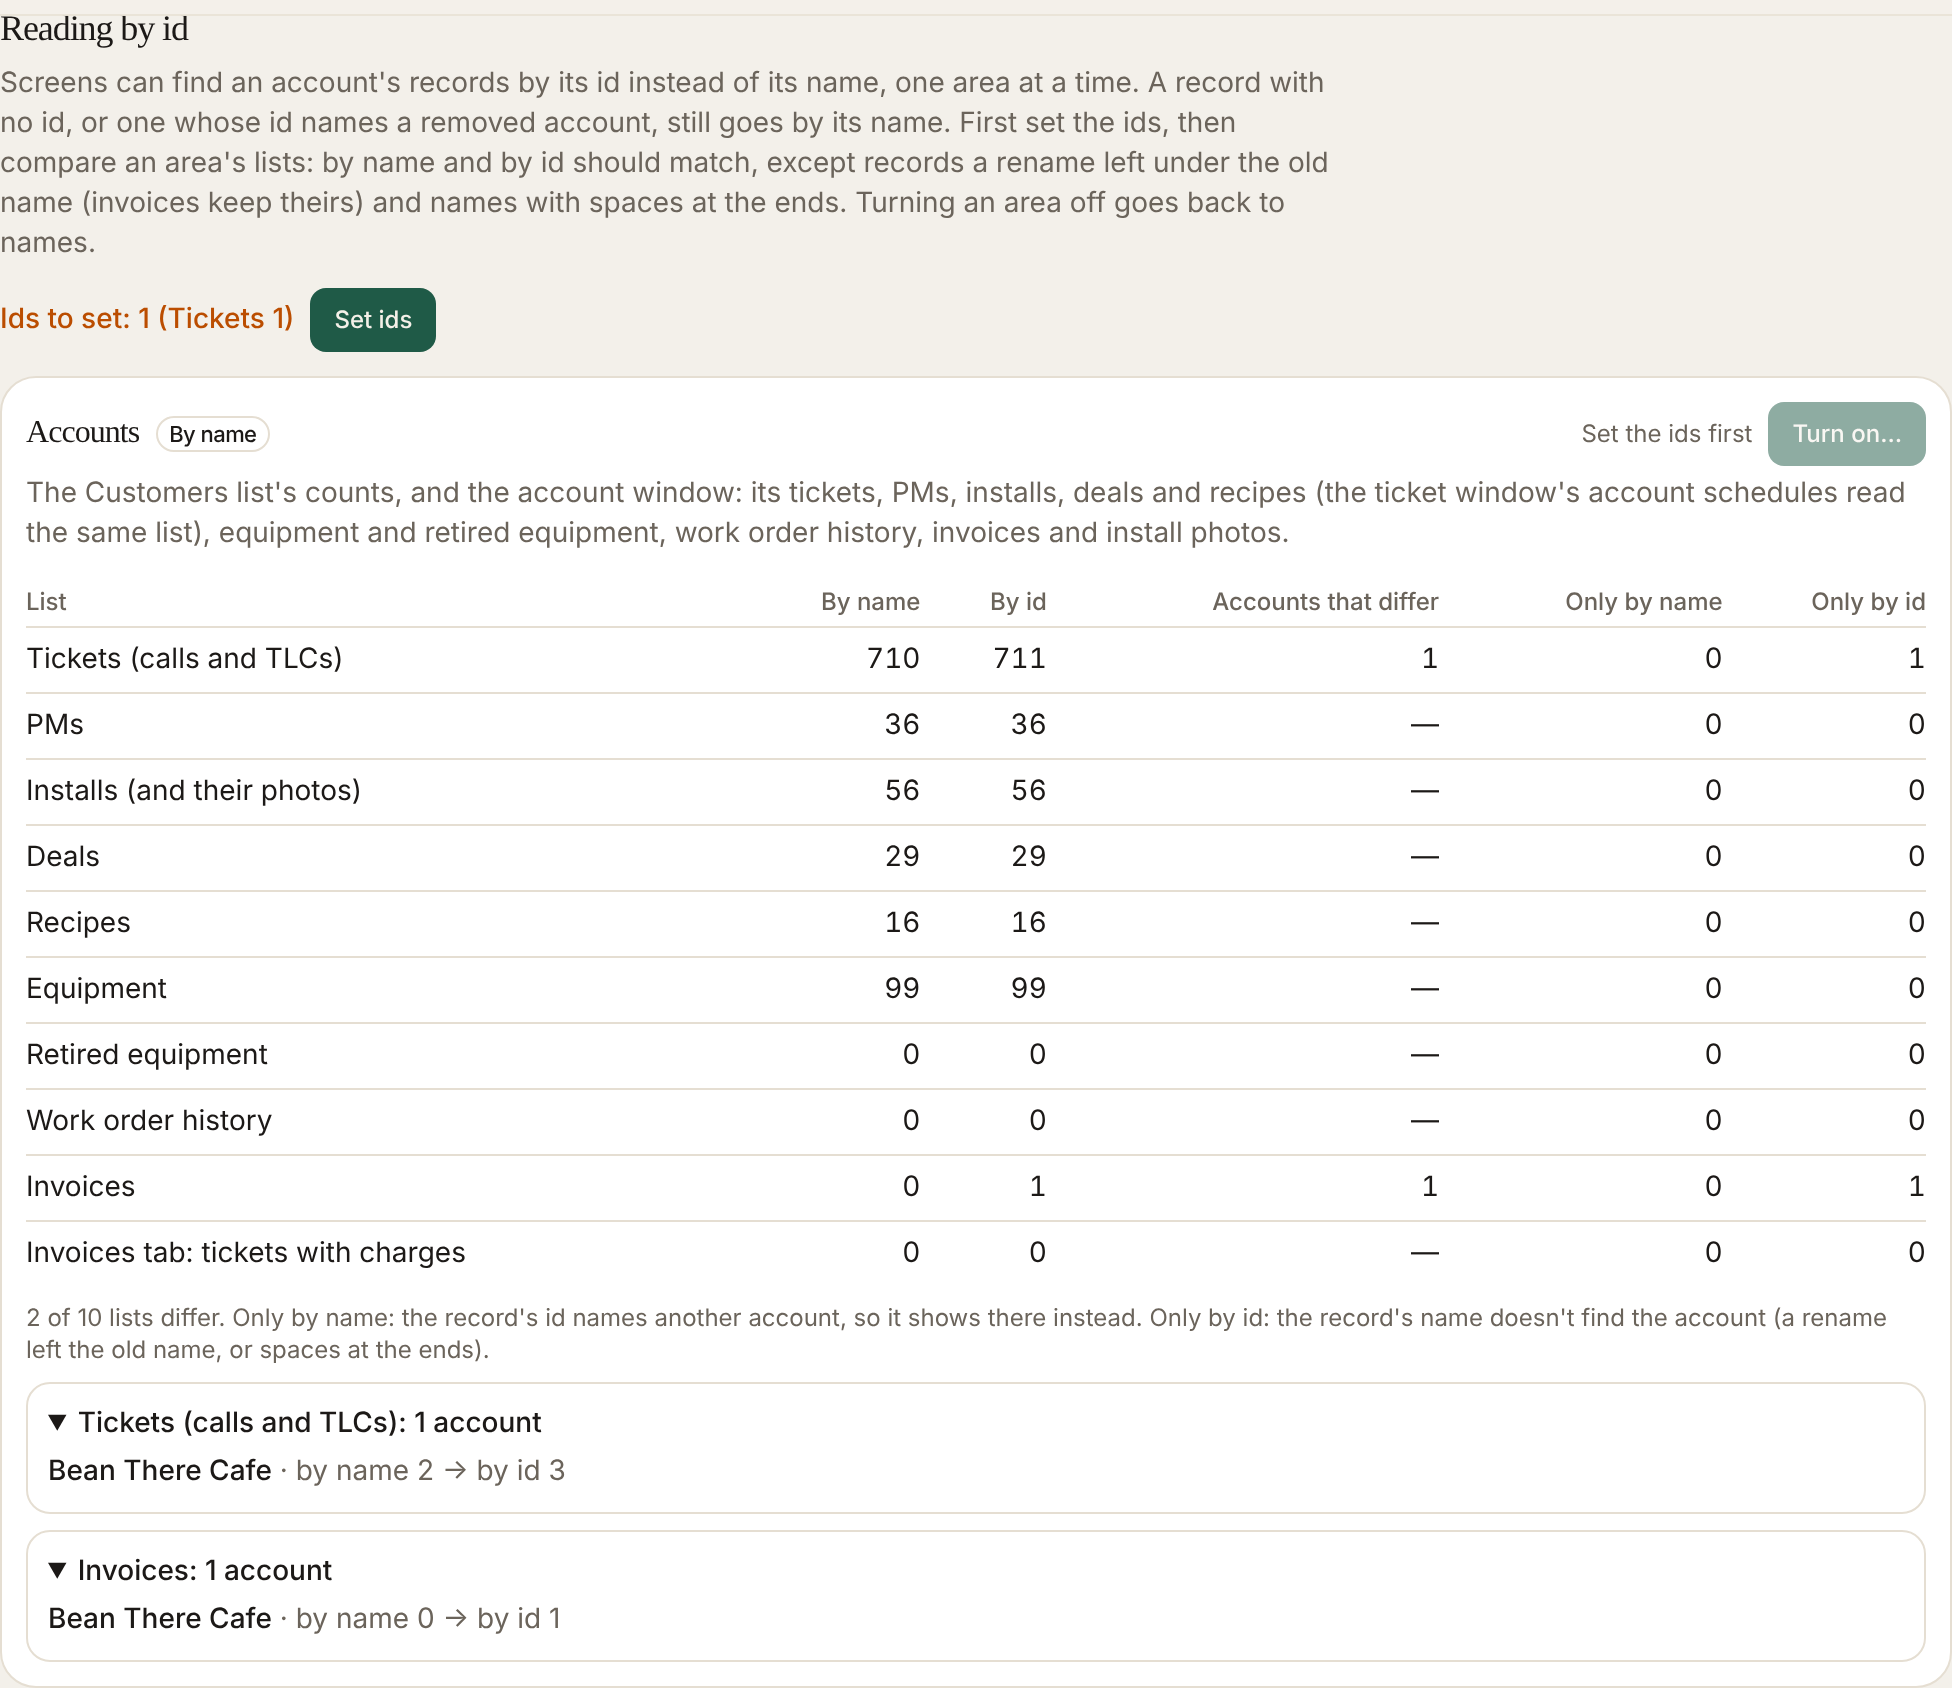 Reading by id
Screens can find an account's records by its id instead of its name, one area at a time. A record with
no id, or one whose id names a removed account, still goes by its name. First set the ids, then
compare an area's lists: by name and by id should match, except records a rename left under the old
name (invoices keep theirs) and names with spaces at the ends. Turning an area off goes back to
names.
Ids to set: 1 (Tickets 1) Set ids
Accounts By name Set the ids first Turn on...
The Customers list's counts, and the account window: its tickets, PMs, installs, deals and recipes (the ticket window's account schedules read
the same list), equipment and retired equipment, work order history, invoices and install photos.
List By name By id Accounts that differ Only by name Only by id
Tickets (calls and TLCs) 710 711 1 0 1
PMs 36 36 — 0 0
Installs (and their photos) 56 56 — 0 0
Deals 29 29 — 0 0
Recipes 16 16 — 0 0
Equipment 99 99 — 0 0
Retired equipment 0 0 — 0 0
Work order history 0 0 — 0 0
Invoices 0 1 1 0 1
Invoices tab: tickets with charges 0 0 — 0 0
2 of 10 lists differ. Only by name: the record's id names another account, so it shows there instead. Only by id: the record's name doesn't find the account (a rename
left the old name, or spaces at the ends).
▼ Tickets (calls and TLCs): 1 account
Bean There Cafe · by name 2 → by id 3
▼ Invoices: 1 account
Bean There Cafe · by name 0 → by id 1